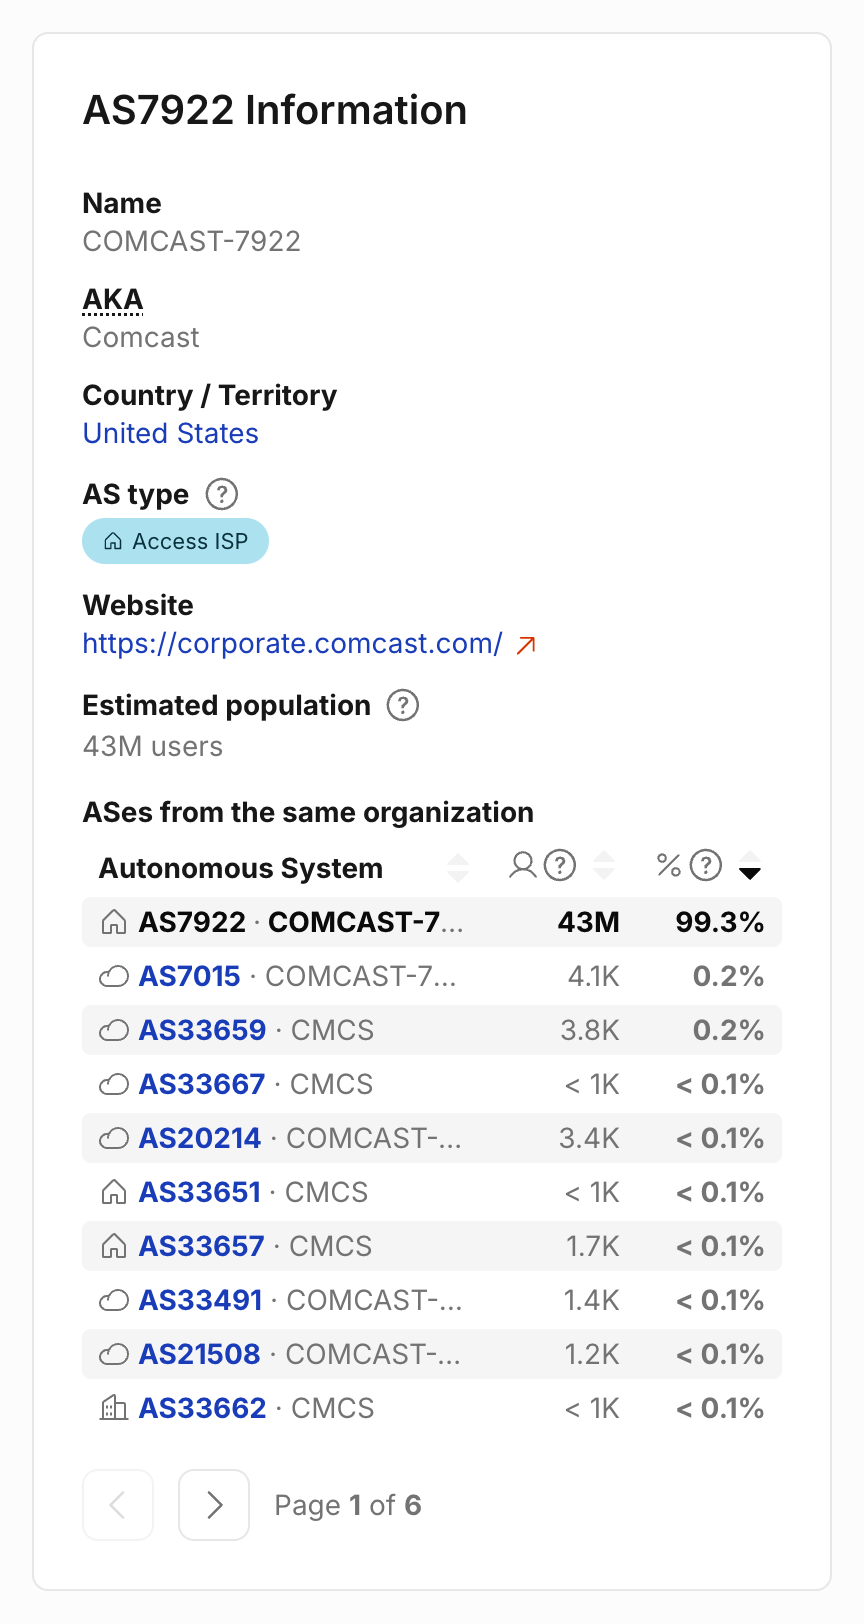 AS7922 Information
Name
COMCAST-7922
AKA
Comcast
Country / Territory
United States
AS type ?
Access ISP
Website
https://corporate.comcast.com/
Estimated population ?
43M users
ASes from the same organization
Autonomous System ? % ?
AS7922 · COMCAST-7... 43M 99.3%
AS7015 · COMCAST-7... 4.1K 0.2%
AS33659 · CMCS 3.8K 0.2%
AS33667 · CMCS < 1K < 0.1%
AS20214 · COMCAST-... 3.4K < 0.1%
AS33651 · CMCS < 1K < 0.1%
AS33657 · CMCS 1.7K < 0.1%
AS33491 · COMCAST-... 1.4K < 0.1%
AS21508 · COMCAST-... 1.2K < 0.1%
AS33662 · CMCS < 1K < 0.1%
Page 1 of 6